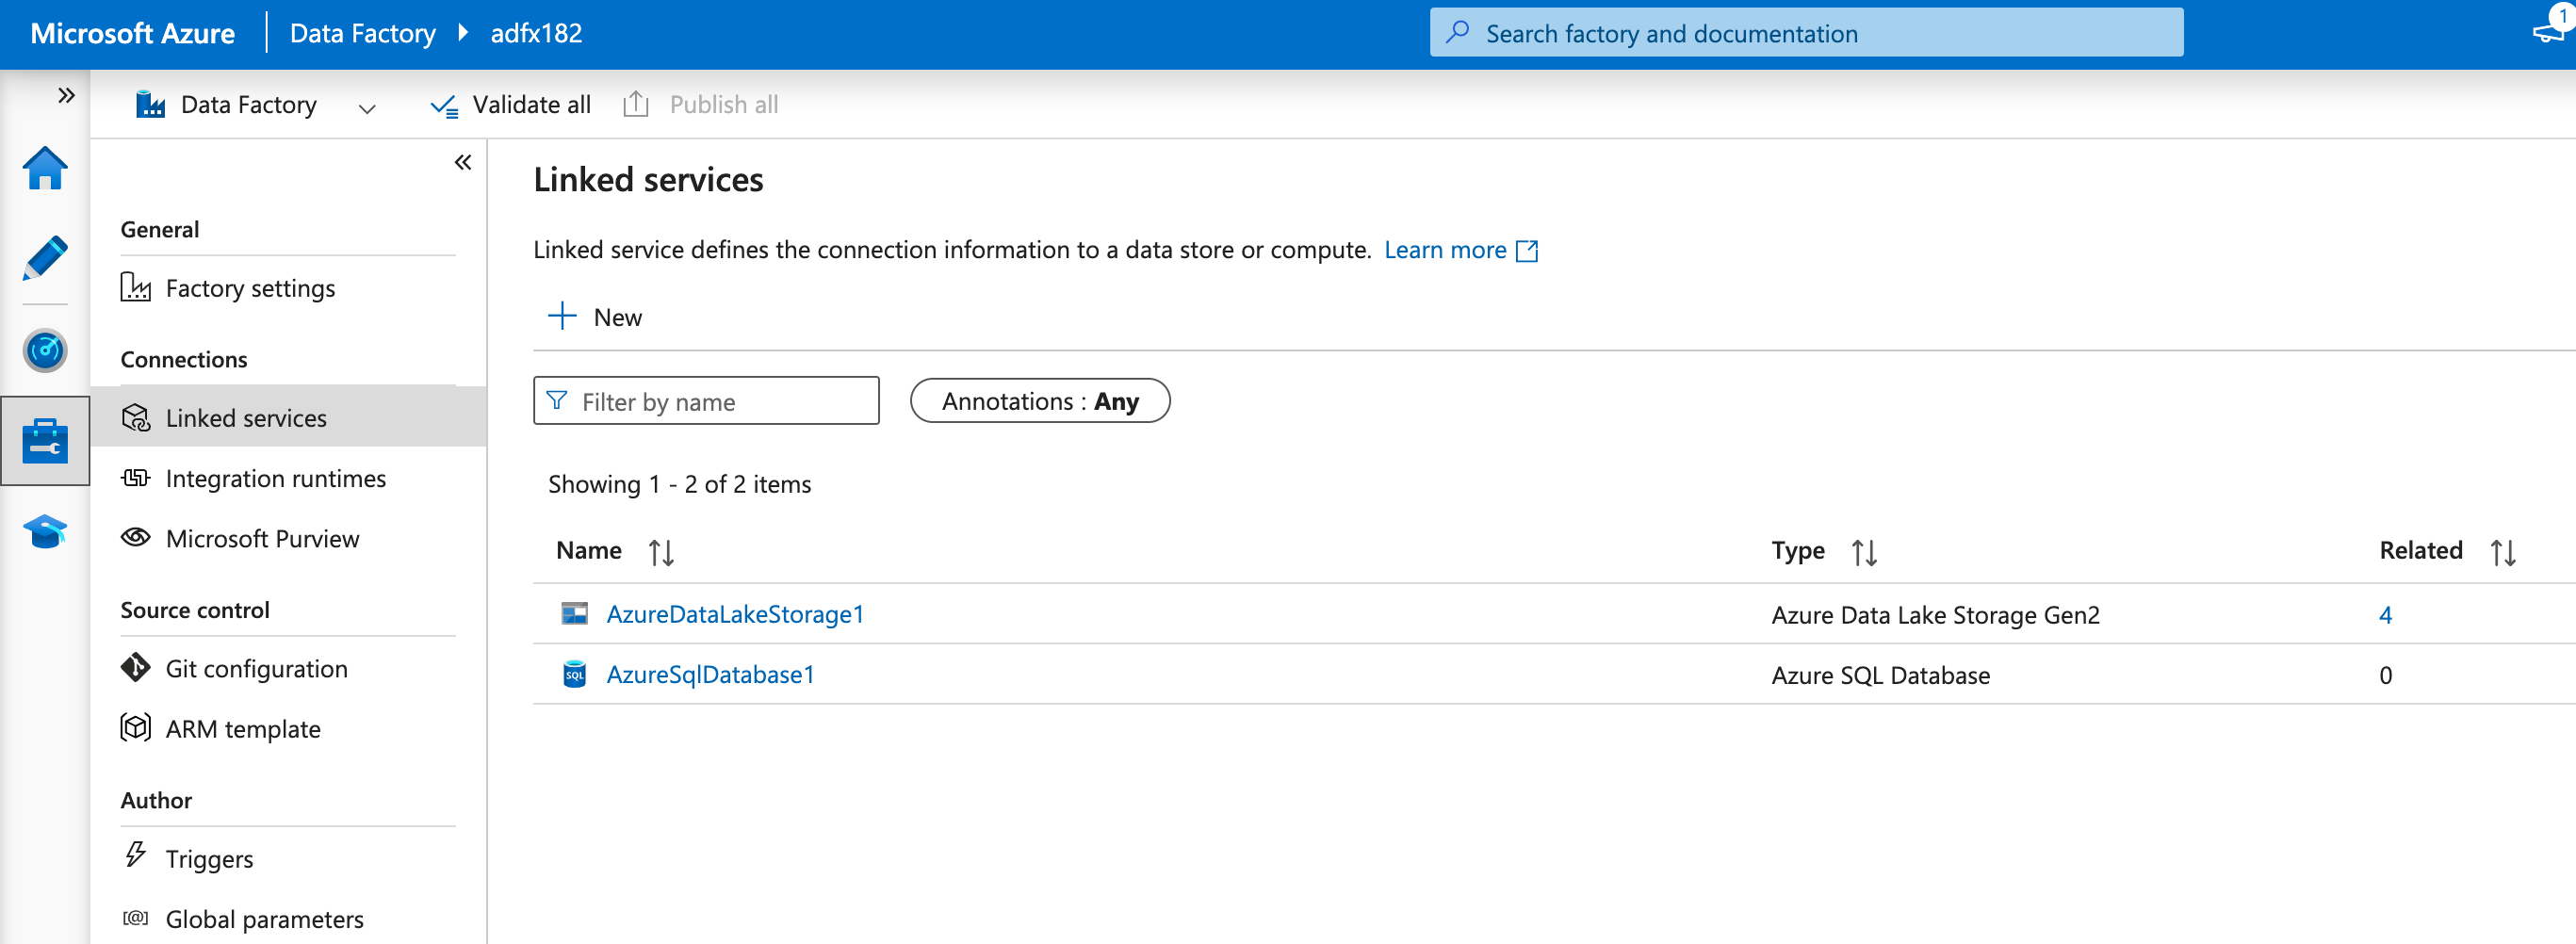 Microsoft Azure
Data Factory
adfx182
Search factory and documentation
1
Data Factory
Validate all
Publish all
General
Factory settings
Connections
Linked services
Integration runtimes
Microsoft Purview
Source control
Git configuration
ARM template
Author
Triggers
[@] Global parameters
Linked services
Linked service defines the connection information to a data store or compute. Learn more
New
Filter by name
Annotations : Any
Showing 1 - 2 of 2 items
Name Type Related
AzureDataLakeStorage1 Azure Data Lake Storage Gen2 4
SQL AzureSqlDatabase1 Azure SQL Database 0